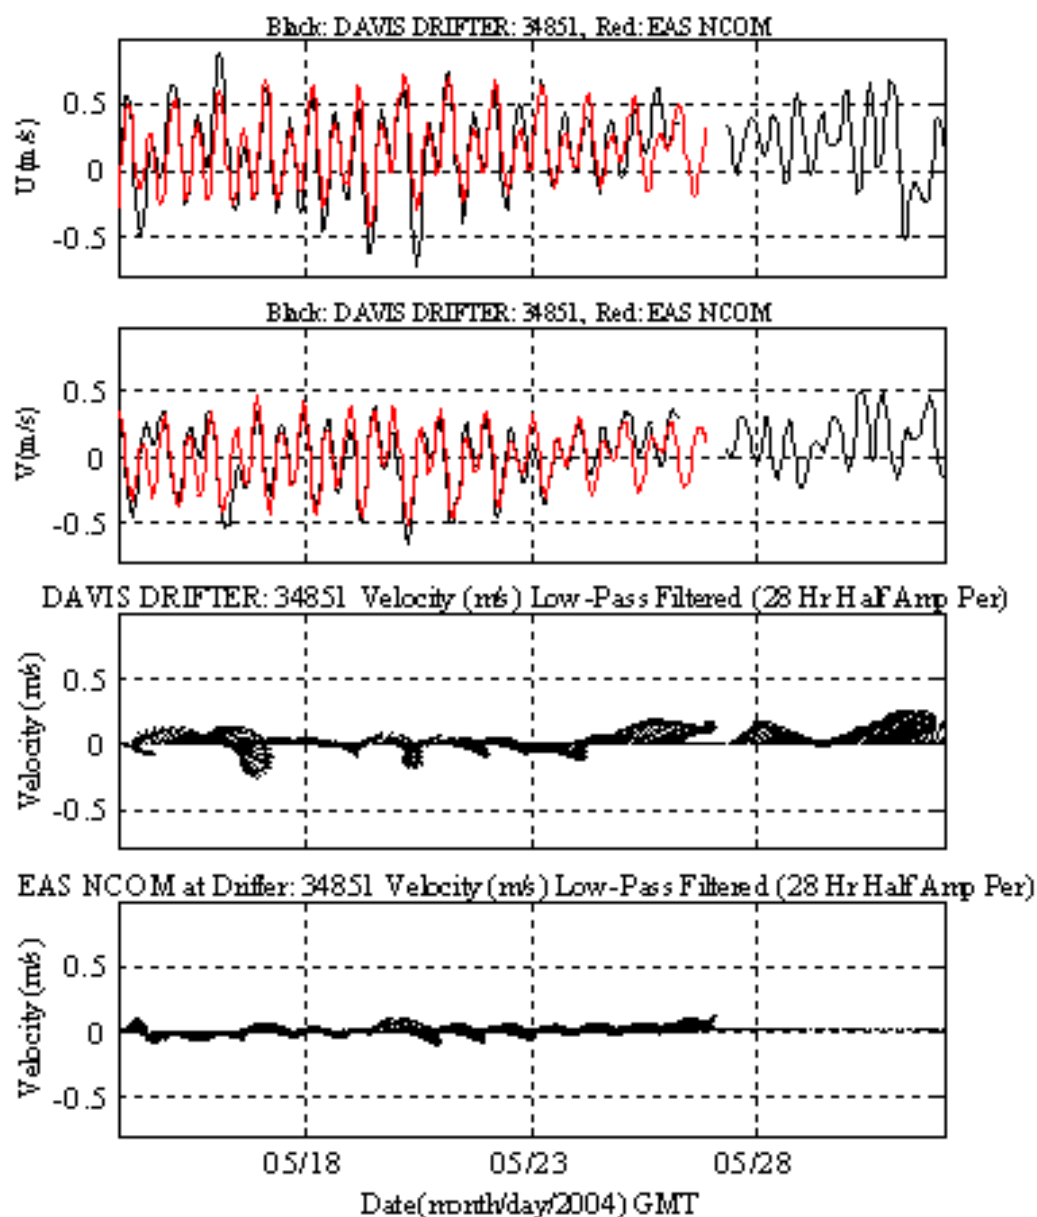 Black: DAVIS DRIFTER: 34851, Red: EAS NCOM
U(m/s)
0.5
0
-0.5
Black: DAVIS DRIFTER: 34851, Red: EAS NCOM
V(m/s)
0.5
0
-0.5
DAVIS DRIFTER: 34851 Velocity (m/s) Low-Pass Filtered (28 Hr Half Amp Per)
Velocity (m/s)
0.5
0
-0.5
EAS NCOM at Drifter: 34851 Velocity (m/s) Low-Pass Filtered (28 Hr Half Amp Per)
Velocity (m/s)
0.5
0
-0.5
05/18 05/23 05/28
Date(month/day/2004) GMT